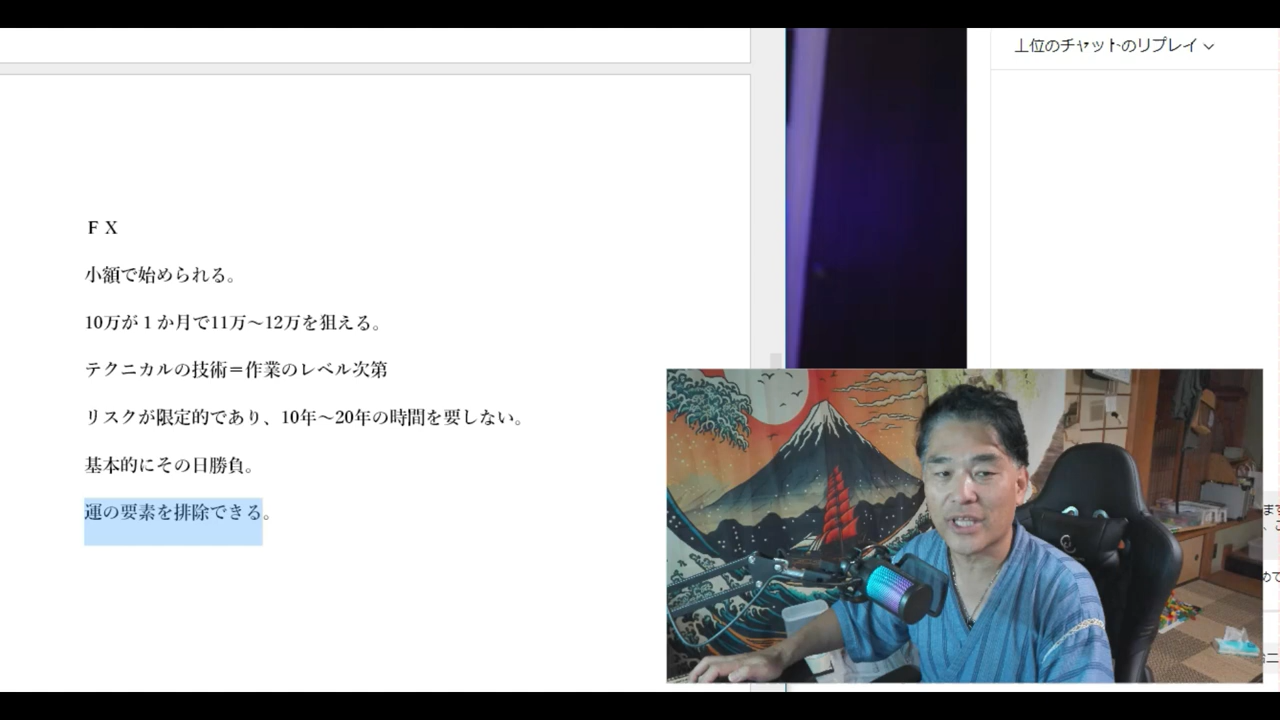 ＦＸ
小額で始められる。
10万が１か月で11万～12万を狙える。
テクニカルの技術＝作業のレベル次第
リスクが限定的であり、10年～20年の時間を要しない。
基本的にその日勝負。
運の要素を排除できる。
上位のチャットのリプレイ